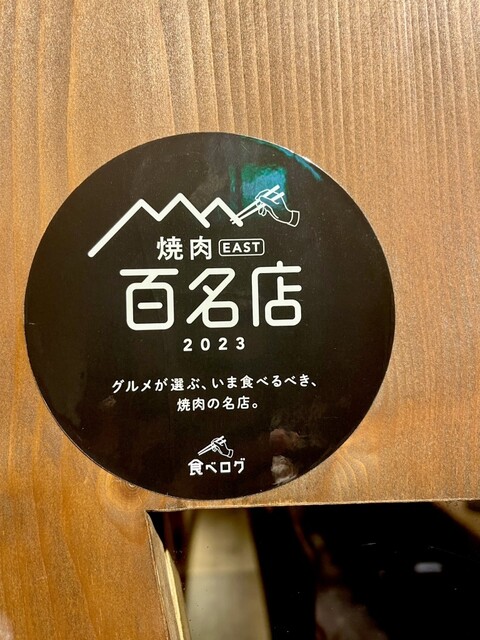 焼肉 EAST
百名店
2023
グルメが選ぶ、いま食べるべき、
焼肉の名店。
食べログ